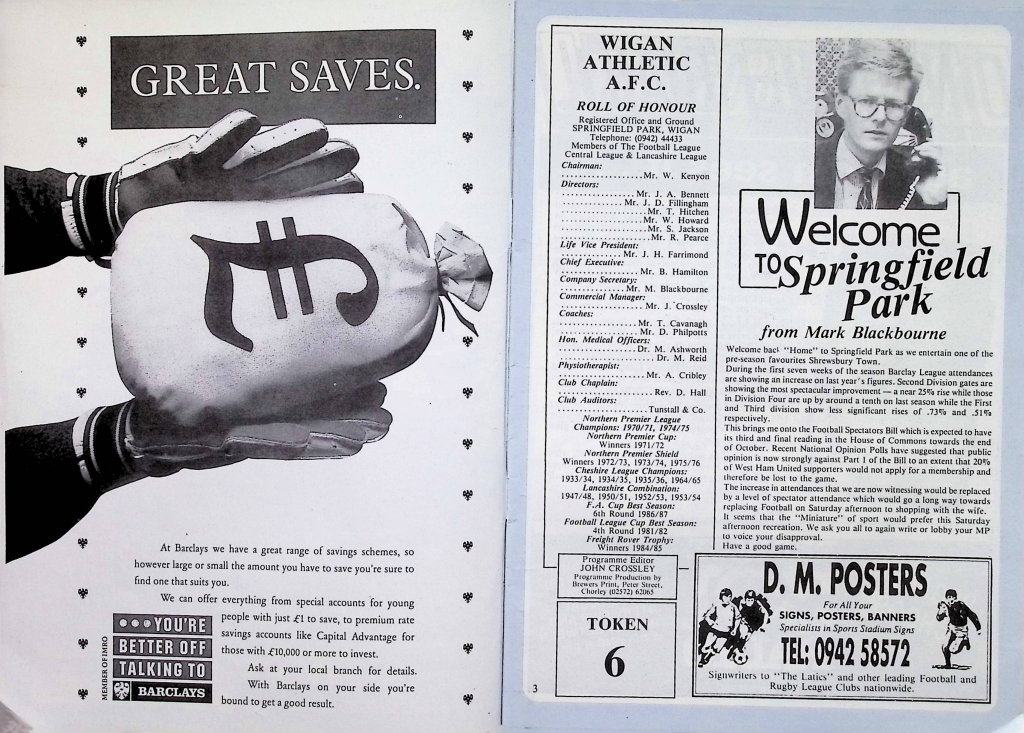 GREAT SAVES.
£
At Barclays we have a great range of savings schemes, so
however large or small the amount you have to save you're sure to
find one that suits you.
We can offer everything from special accounts for young
people with just £1 to save, to premium rate
savings accounts like Capital Advantage for
those with £10,000 or more to invest.
Ask at your local branch for details.
With Barclays on your side you're
bound to get a good result.
MEMBER OF IMRO
●●●YOU'RE
BETTER OFF
TALKING TO
BARCLAYS
WIGAN
ATHLETIC
A.F.C.
ROLL OF HONOUR
Registered Office and Ground
SPRINGFIELD PARK, WIGAN
Telephone: (0942) 44433
Members of The Football League
Central League & Lancashire League
Chairman:
....................Mr. W. Kenyon
Directors:
..................Mr. J. A. Bennett
...............Mr. J. D. Fillingham
....................Mr. T. Hitchen
....................Mr. W. Howard
....................Mr. S. Jackson
.....................Mr. R. Pearce
Life Vice President:
...............Mr. J. H. Farrimond
Chief Executive:
...................Mr. B. Hamilton
Company Secretary:
................Mr. M. Blackbourne
Commercial Manager:
....................Mr. J. Crossley
Coaches:
..................Mr. T. Cavanagh
..................Mr. D. Philpotts
Hon. Medical Officers:
..................Dr. M. Ashworth
......................Dr. M. Reid
Physiotherapist:
....................Mr. A. Cribley
Club Chaplain:
......................Rev. D. Hall
Club Auditors:
.....................Tunstall & Co.
Northern Premier League
Champions: 1970/71, 1974/75
Northern Premier Cup:
Winners 1971/72
Northern Premier Shield
Winners 1972/73, 1973/74, 1975/76
Cheshire League Champions:
1933/34, 1934/35, 1935/36, 1964/65
Lancashire Combination:
1947/48, 1950/51, 1952/53, 1953/54
F.A. Cup Best Season:
6th Round 1986/87
Football League Cup Best Season:
4th Round 1981/82
Freight Rover Trophy:
Winners 1984/85
Programme Editor
JOHN CROSSLEY
Programme Production by
Brewers Print, Peter Street,
Chorley (02572) 62065
TOKEN
6
3
Welcome
TO Springfield
Park
from Mark Blackbourne
Welcome back "Home" to Springfield Park as we entertain one of the
pre-season favourites Shrewsbury Town.
During the first seven weeks of the season Barclay League attendances
are showing an increase on last year's figures. Second Division gates are
showing the most spectacular improvement — a near 25% rise while those
in Division Four are up by around a tenth on last season while the First
and Third division show less significant rises of .73% and .51%
respectively.
This brings me onto the Football Spectators Bill which is expected to have
its third and final reading in the House of Commons towards the end
of October. Recent National Opinion Polls have suggested that public
opinion is now strongly against Part 1 of the Bill to an extent that 20%
of West Ham United supporters would not apply for a membership and
therefore be lost to the game.
The increase in attendances that we are now witnessing would be replaced
by a level of spectator attendance which would go a long way towards
replacing Football on Saturday afternoon to shopping with the wife.
It seems that the "Miniature" of sport would prefer this Saturday
afternoon recreation. We ask you all to again write or lobby your MP
to voice your disapproval.
Have a good game.
D. M. POSTERS
For All Your
SIGNS, POSTERS, BANNERS
Specialists in Sports Stadium Signs
TEL: 0942 58572
Signwriters to "The Latics" and other leading Football and
Rugby League Clubs nationwide.